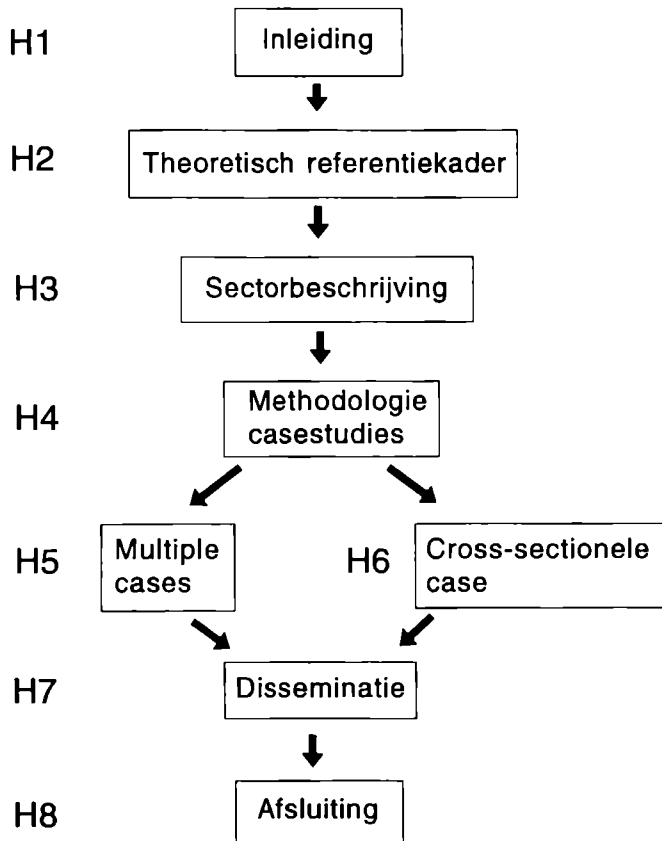 H1 Inleiding
H2 Theoretisch referentiekader
H3 Sectorbeschrijving
H4 Methodologie
casestudies
H5 Multiple
cases
H6 Cross-sectionele
case
H7 Disseminatie
H8 Afsluiting